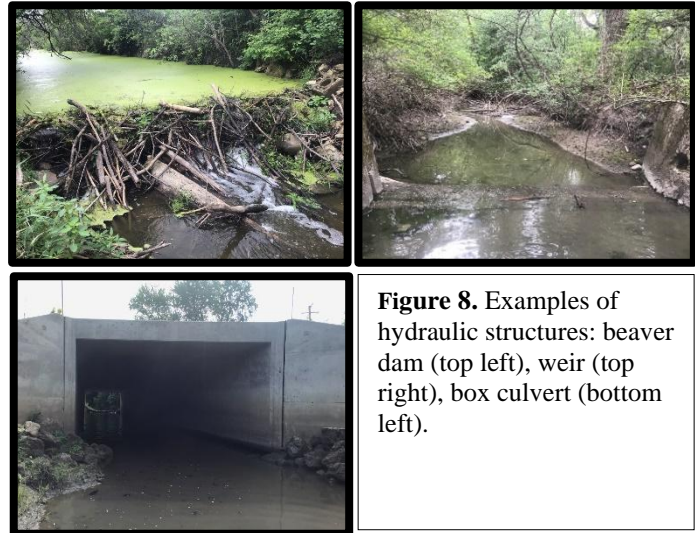 Figure 8. Examples of
hydraulic structures: beaver
dam (top left), weir (top
right), box culvert (bottom
left).